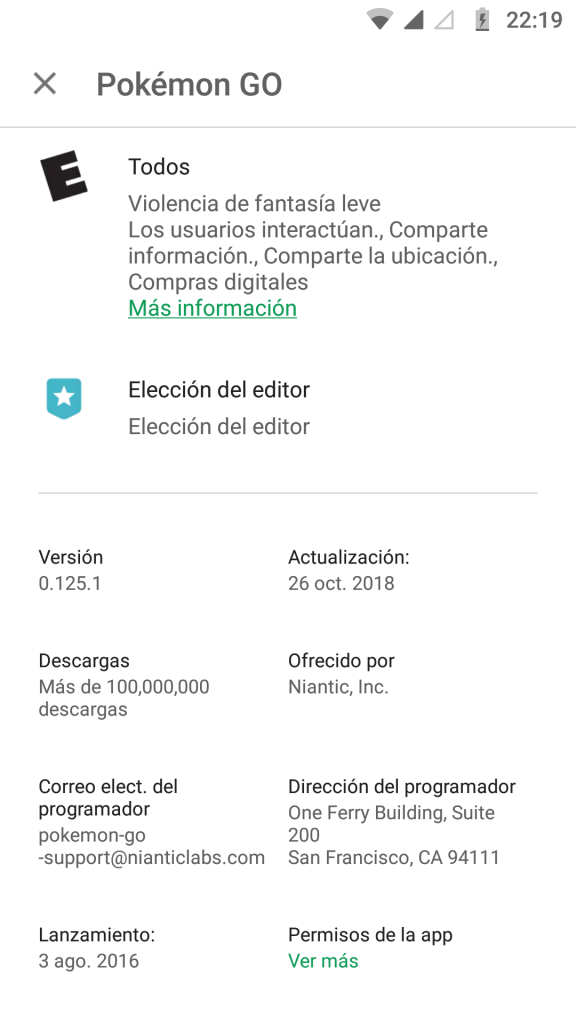 22:19
Pokémon GO
E
Todos
Violencia de fantasía leve
Los usuarios interactúan., Comparte
información., Comparte la ubicación.,
Compras digitales
Más información
Elección del editor
Elección del editor
Versión
0.125.1
Actualización:
26 oct. 2018
Descargas
Más de 100,000,000
descargas
Ofrecido por
Niantic, Inc.
Correo elect. del
programador
pokemon-go
-support@nianticlabs.com
Dirección del programador
One Ferry Building, Suite
200
San Francisco, CA 94111
Lanzamiento:
3 ago. 2016
Permisos de la app
Ver más